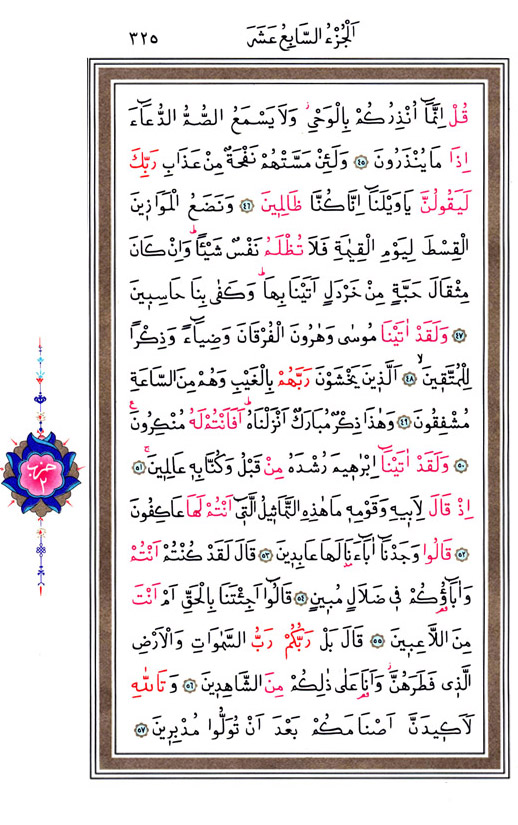 اَلْجُزْءُ السَّابِعُ عَشَرَ
٣٢٥
قُلْ اِنَّمَٓا اُنْذِرُكُمْ بِالْوَحْيِۘ وَلَا يَسْمَعُ الصُّمُّ الدُّعَٓاءَ
اِذَا مَا يُنْذَرُونَ ﴿٤٥﴾ وَلَئِنْ مَسَّتْهُمْ نَفْحَةٌ مِنْ عَذَابِ رَبِّكَ
لَيَقُولُنَّ يَاوَيْلَنَٓا اِنَّا كُنَّا ظَالِمٖينَ ﴿٤٦﴾ وَنَضَعُ الْمَوَازٖينَ
الْقِسْطَ لِيَوْمِ الْقِيٰمَةِ فَلَا تُظْلَمُ نَفْسٌ شَيْـٔاًۜ وَاِنْ كَانَ
مِثْقَالَ حَبَّةٍ مِنْ خَرْدَلٍ اَتَيْنَا بِهَاۜ وَكَفٰى بِنَا حَاسِبٖينَ
﴿٤٧﴾ وَلَقَدْ اٰتَيْنَا مُوسٰى وَهٰرُونَ الْفُرْقَانَ وَضِيَٓاءً وَذِكْراً
لِلْمُتَّقٖينَۙ ﴿٤٨﴾ اَلَّذٖينَ يَخْشَوْنَ رَبَّهُمْ بِالْغَيْبِ وَهُمْ مِنَ السَّاعَةِ
مُشْفِقُونَ ﴿٤٩﴾ وَهٰذَا ذِكْرٌ مُبَارَكٌ اَنْزَلْنَاهُۜ اَفَاَنْتُمْ لَهُ مُنْكِرُونَࣖ
﴿٥٠﴾ وَلَقَدْ اٰتَيْنَٓا اِبْرٰهٖيمَ رُشْدَهُ مِنْ قَبْلُ وَكُنَّا بِهٖ عَالِمٖينَۚ ﴿٥١﴾
اِذْ قَالَ لِاَبٖيهِ وَقَوْمِهٖ مَا هٰذِهِ التَّمَاثٖيلُ الَّتٖٓي اَنْتُمْ لَهَا عَاكِفُونَ
﴿٥٢﴾ قَالُوا وَجَدْنَٓا اٰبَٓاءَنَا لَهَا عَابِدٖينَ ﴿٥٣﴾ قَالَ لَقَدْ كُنْتُمْ اَنْتُمْ
وَاٰبَٓاؤُكُمْ فٖي ضَلَالٍ مُبٖينٍ ﴿٥٤﴾ قَالُٓوا اَجِئْتَنَا بِالْحَقِّ اَمْ اَنْتَ
مِنَ اللَّاعِبٖينَ ﴿٥٥﴾ قَالَ بَلْ رَبُّكُمْ رَبُّ السَّمٰوَاتِ وَالْاَرْضِ
الَّذٖي فَطَرَهُنَّۘ وَاَنَا عَلٰى ذٰلِكُمْ مِنَ الشَّاهِدٖينَ ﴿٥٦﴾ وَتَاللّٰهِ
لَاَكٖيدَنَّ اَصْنَامَكُمْ بَعْدَ اَنْ تُوَلُّوا مُدْبِرٖينَ ﴿٥٧﴾
حزب